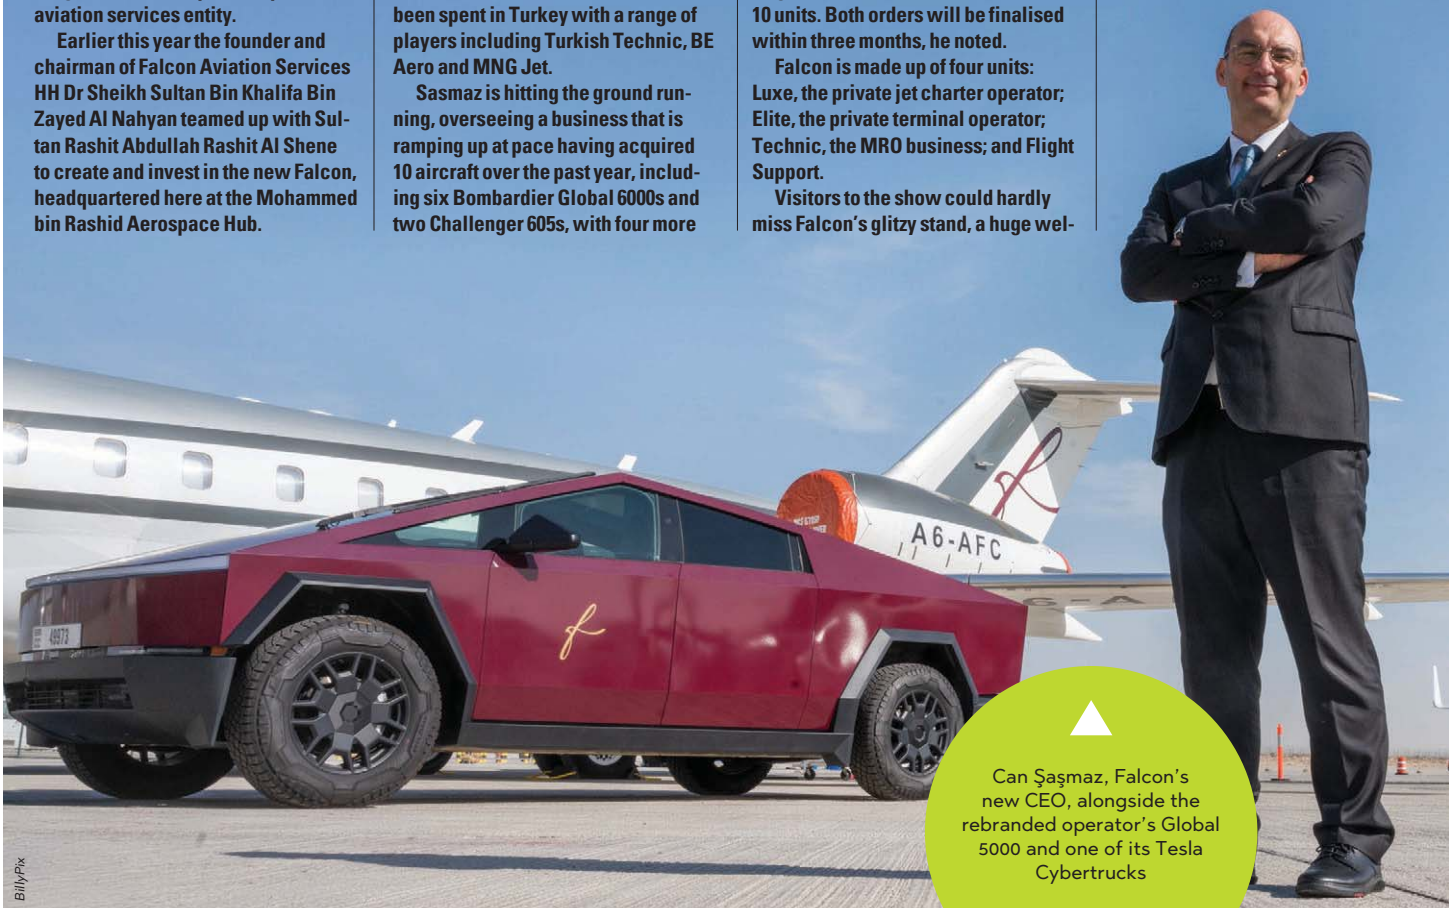 aviation services entity.
Earlier this year the founder and
chairman of Falcon Aviation Services
HH Dr Sheikh Sultan Bin Khalifa Bin
Zayed Al Nahyan teamed up with Sul-
tan Rashit Abdullah Rashit Al Shene
to create and invest in the new Falcon,
headquartered here at the Mohammed
bin Rashid Aerospace Hub.
been spent in Turkey with a range of
players including Turkish Technic, BE
Aero and MNG Jet.
Sasmaz is hitting the ground run-
ning, overseeing a business that is
ramping up at pace having acquired
10 aircraft over the past year, includ-
ing six Bombardier Global 6000s and
two Challenger 605s, with four more
10 units. Both orders will be finalised
within three months, he noted.
Falcon is made up of four units:
Luxe, the private jet charter operator;
Elite, the private terminal operator;
Technic, the MRO business; and Flight
Support.
Visitors to the show could hardly
miss Falcon's glitzy stand, a huge wel-
A6-AFC
49973
Can Şaşmaz, Falcon's
new CEO, alongside the
rebranded operator's Global
5000 and one of its Tesla
Cybertrucks
BillyPix